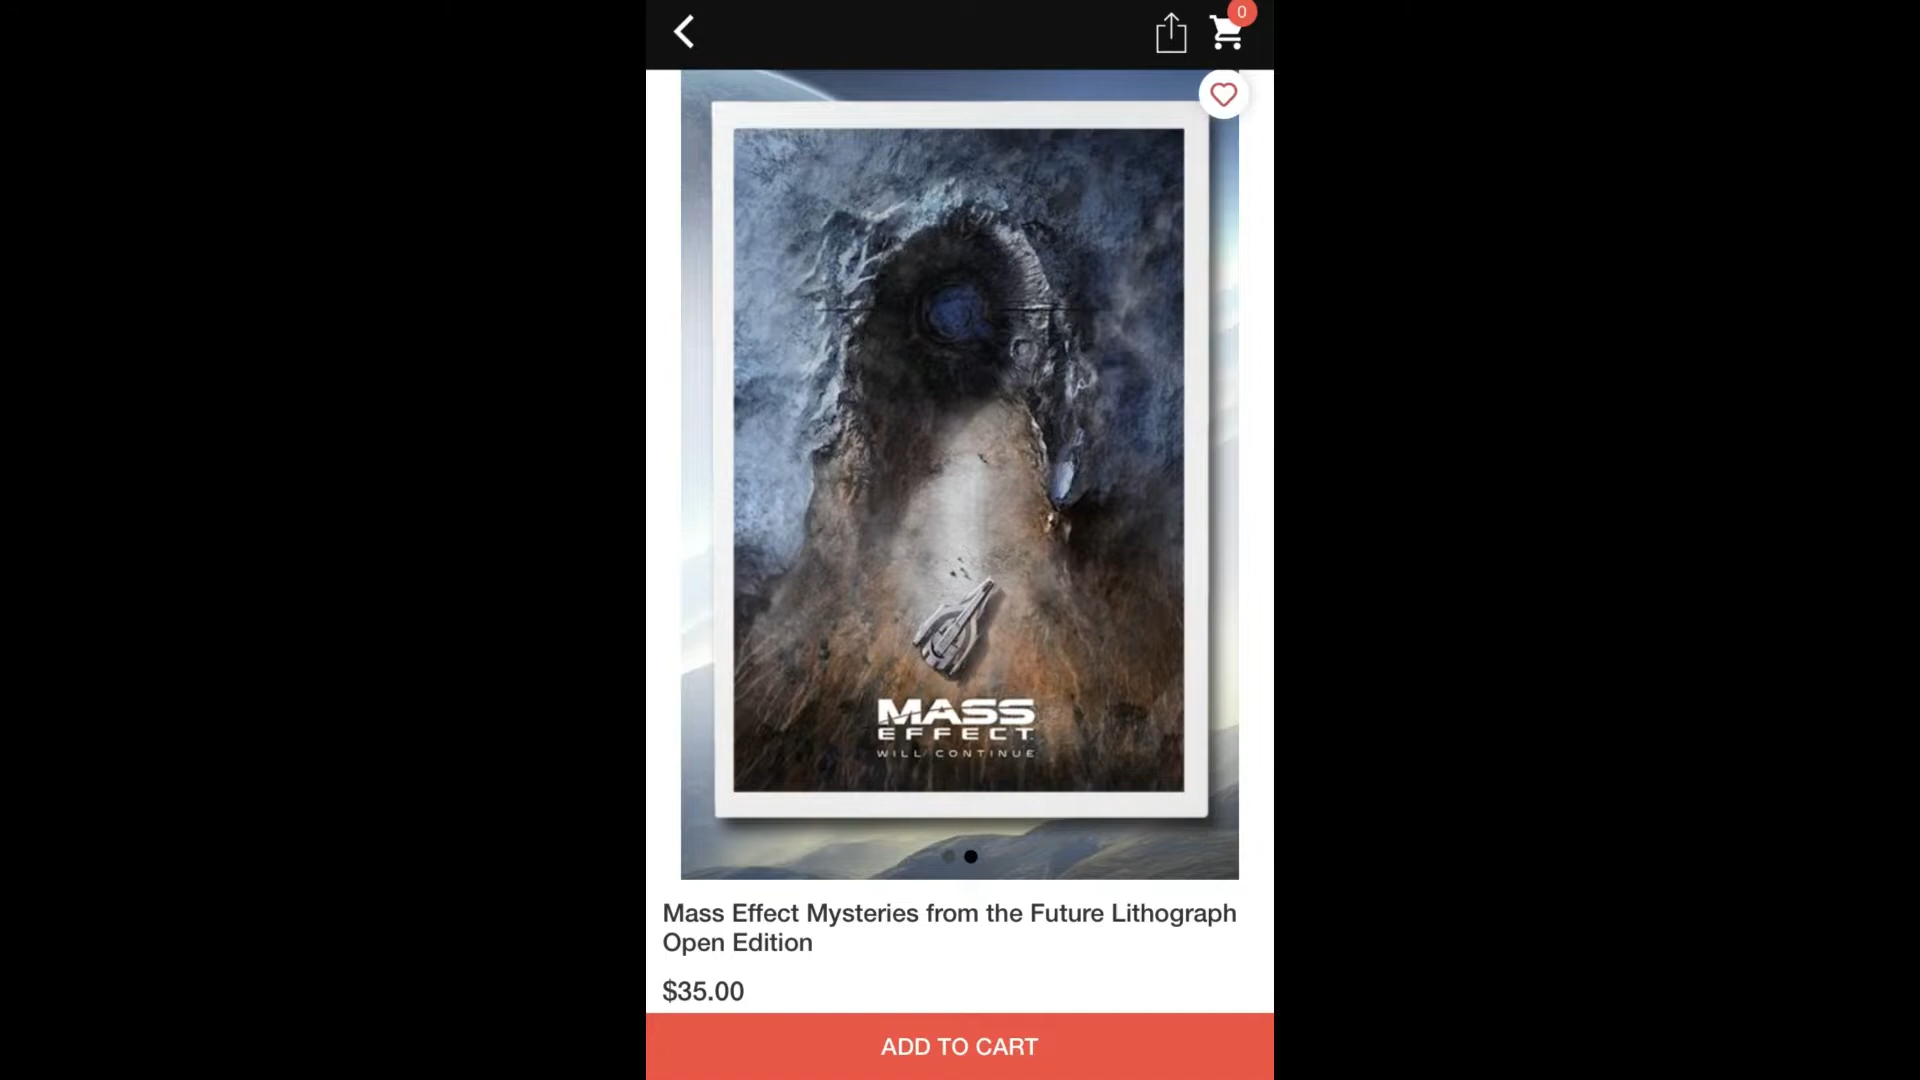 0
MASS
EFFECT
WILL CONTINUE
Mass Effect Mysteries from the Future Lithograph
Open Edition
$35.00
ADD TO CART